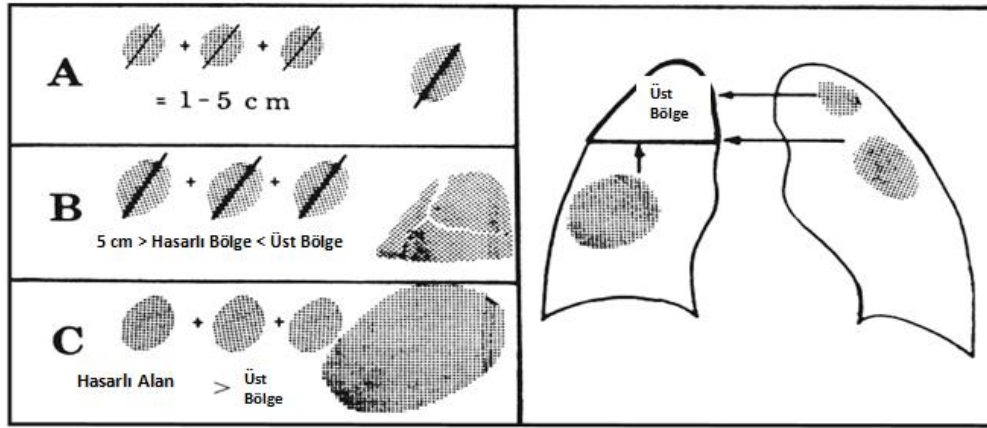 A
+ +
= 1 - 5 cm
B
+ +
5 cm > Hasarlı Bölge < Üst Bölge
C
+ +
Hasarlı Alan > Üst
Bölge
Üst
Bölge